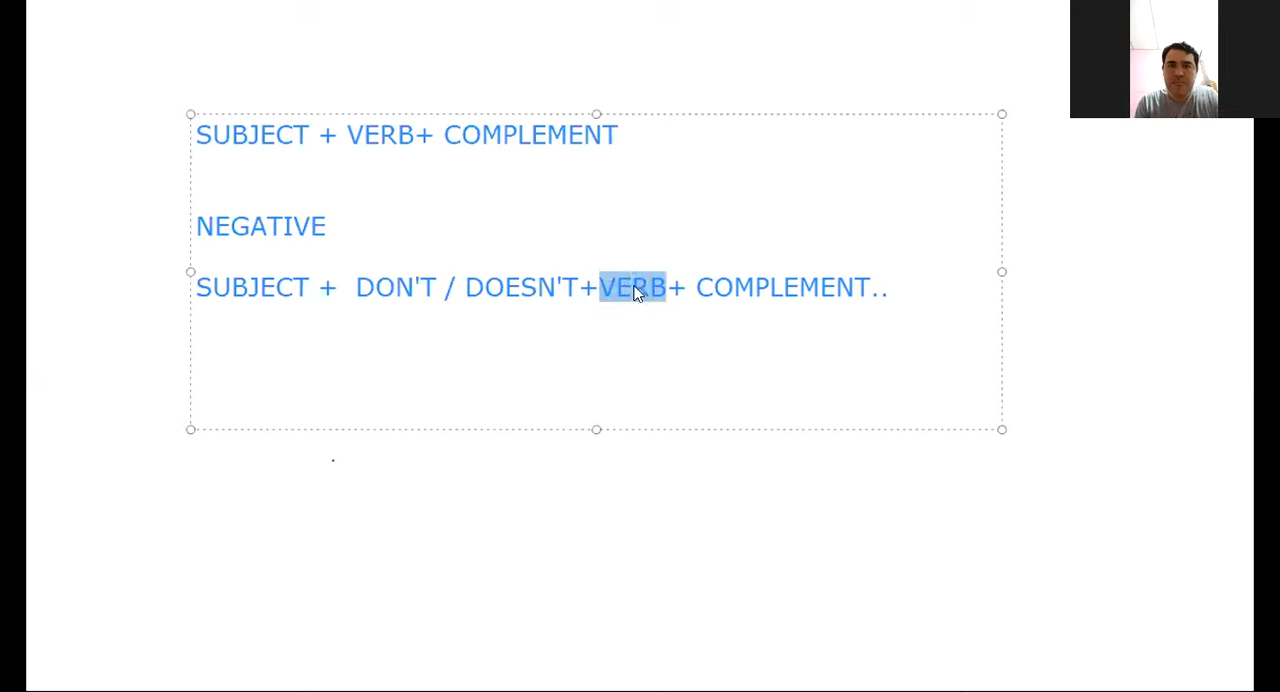 SUBJECT + VERB+ COMPLEMENT
NEGATIVE
SUBJECT +  DON'T / DOESN'T+VERB+ COMPLEMENT..